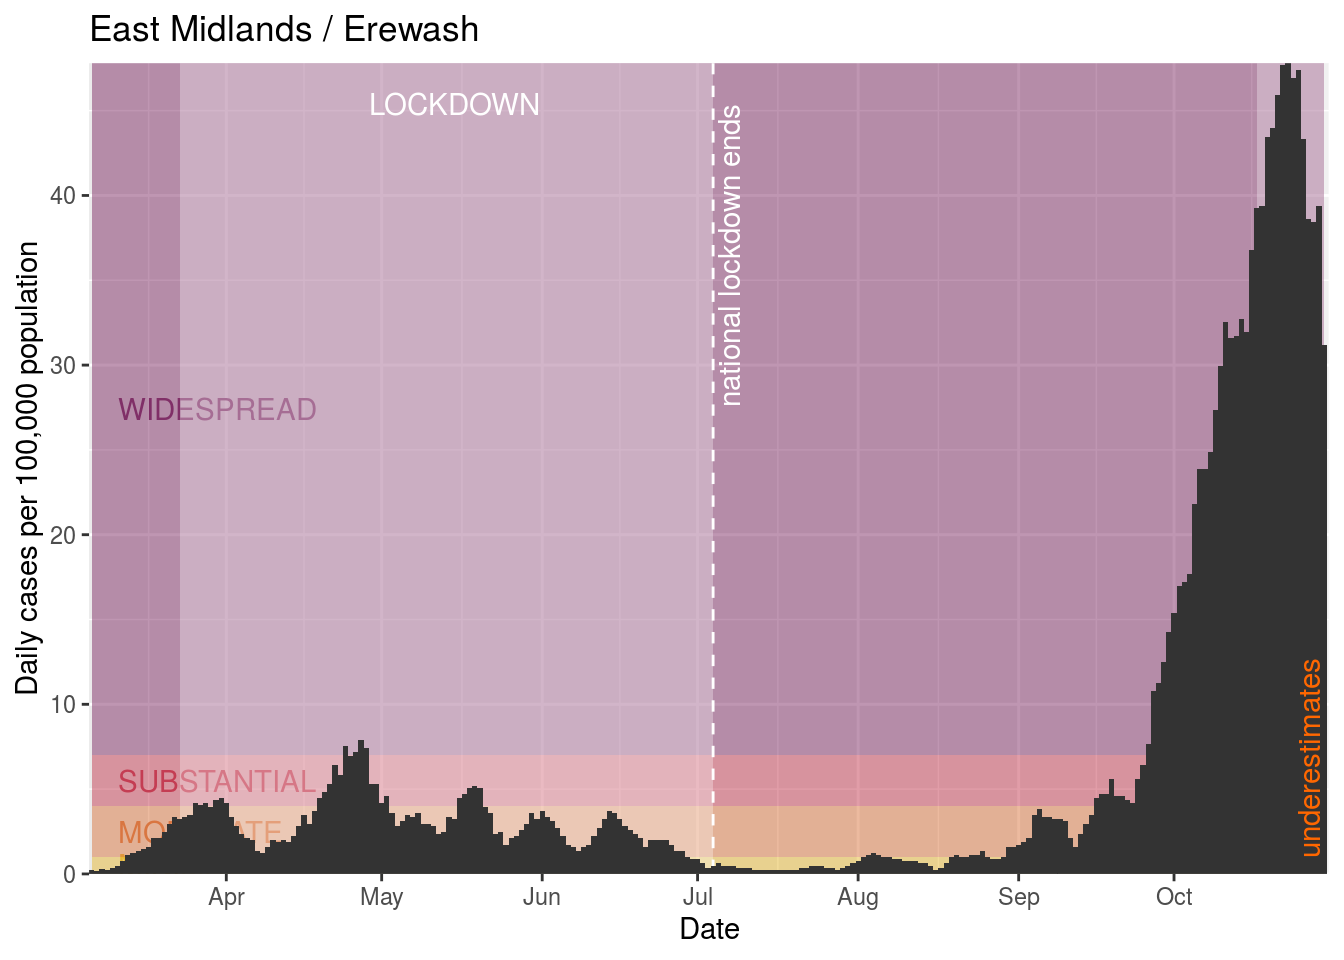 East Midlands / Erewash
LOCKDOWN
national lockdown ends
WIDESPREAD
SUBSTANTIAL
underestimates
Daily cases per 100,000 population
40
30
20
10
0
Apr
May
Jun
Jul
Aug
Sep
Oct
Date